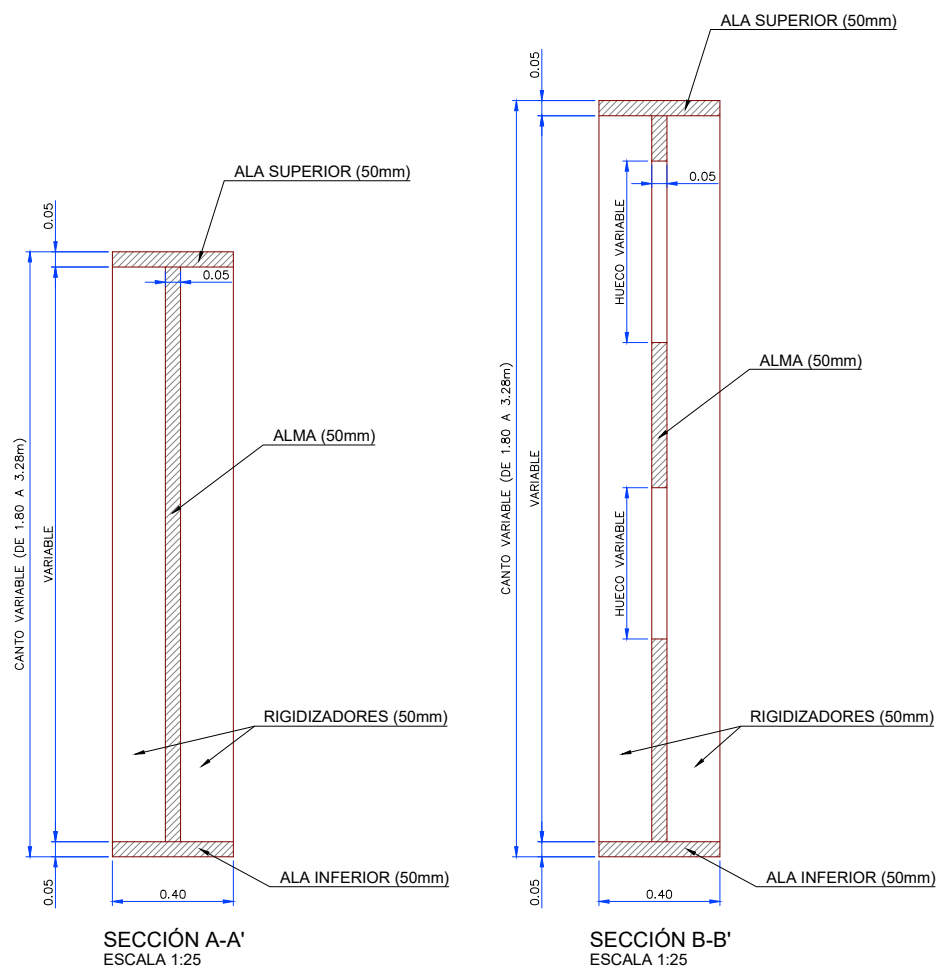 ALA SUPERIOR (50mm)
0.05
0.05
CANTO VARIABLE (DE 1.80 A 3.28m)
VARIABLE
ALMA (50mm)
RIGIDIZADORES (50mm)
ALA INFERIOR (50mm)
0.05
0.40
SECCIÓN A-A'
ESCALA 1:25
ALA SUPERIOR (50mm)
0.05
0.05
HUECO VARIABLE
ALMA (50mm)
CANTO VARIABLE (DE 1.80 A 3.28m)
VARIABLE
HUECO VARIABLE
RIGIDIZADORES (50mm)
ALA INFERIOR (50mm)
0.05
0.40
SECCIÓN B-B'
ESCALA 1:25